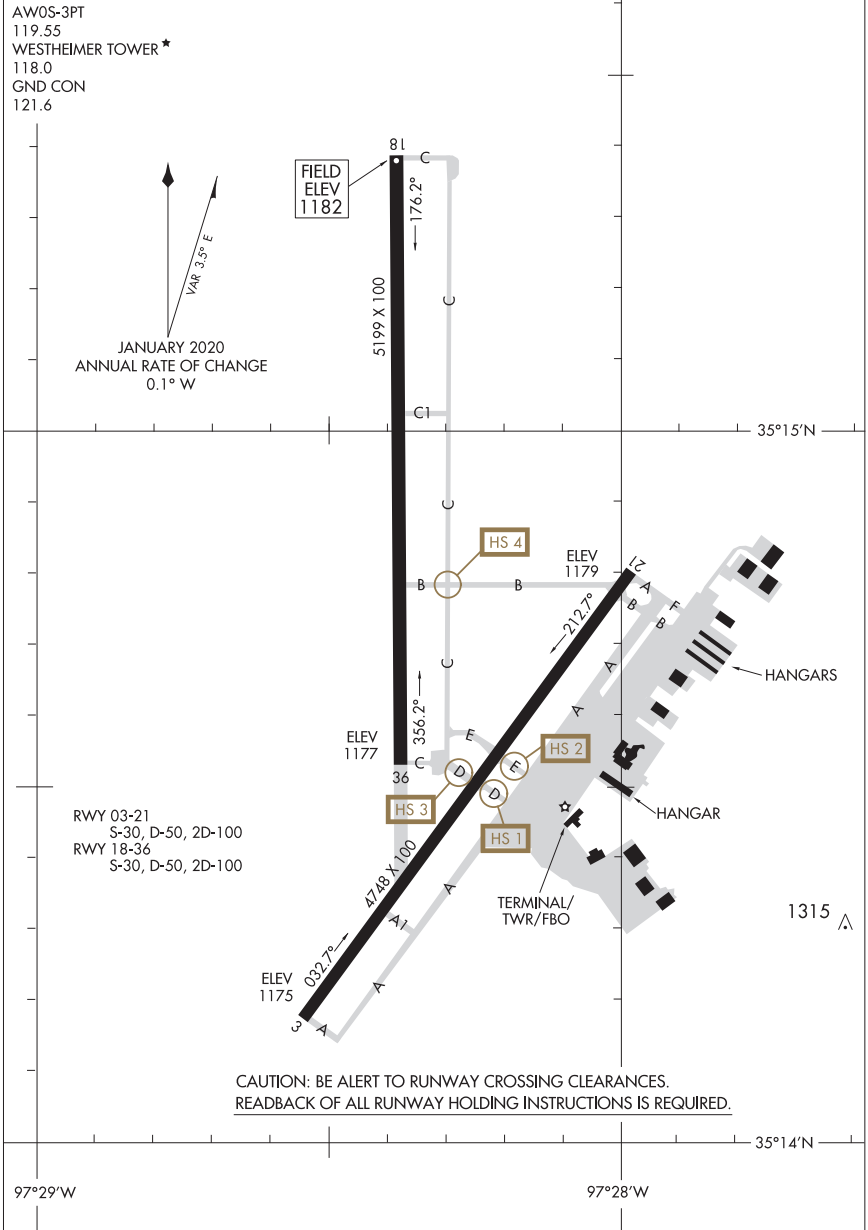 AW0S-3PT
119.55
WESTHEIMER TOWER★
118.0
GND CON
121.6
18
C
FIELD
ELEV
1182
176.2°
VAR 3.5° E
C
5199 X 100
JANUARY 2020
ANNUAL RATE OF CHANGE
0.1° W
C1
35°15'N
C
HS 4
ELEV
1179
21
B
B
A
F
B
B
212.7°
C
A
HANGARS
356.2°
A
ELEV
1177
E
HS 2
C
D
E
36
HS 3
D
HS 1
HANGAR
RWY 03-21
S-30, D-50, 2D-100
RWY 18-36
S-30, D-50, 2D-100
4748 X 100
A
TERMINAL/
TWR/FBO
1315
A1
032.7°
ELEV
1175
A
3
A
CAUTION: BE ALERT TO RUNWAY CROSSING CLEARANCES.
READBACK OF ALL RUNWAY HOLDING INSTRUCTIONS IS REQUIRED.
35°14'N
97°29'W
97°28'W